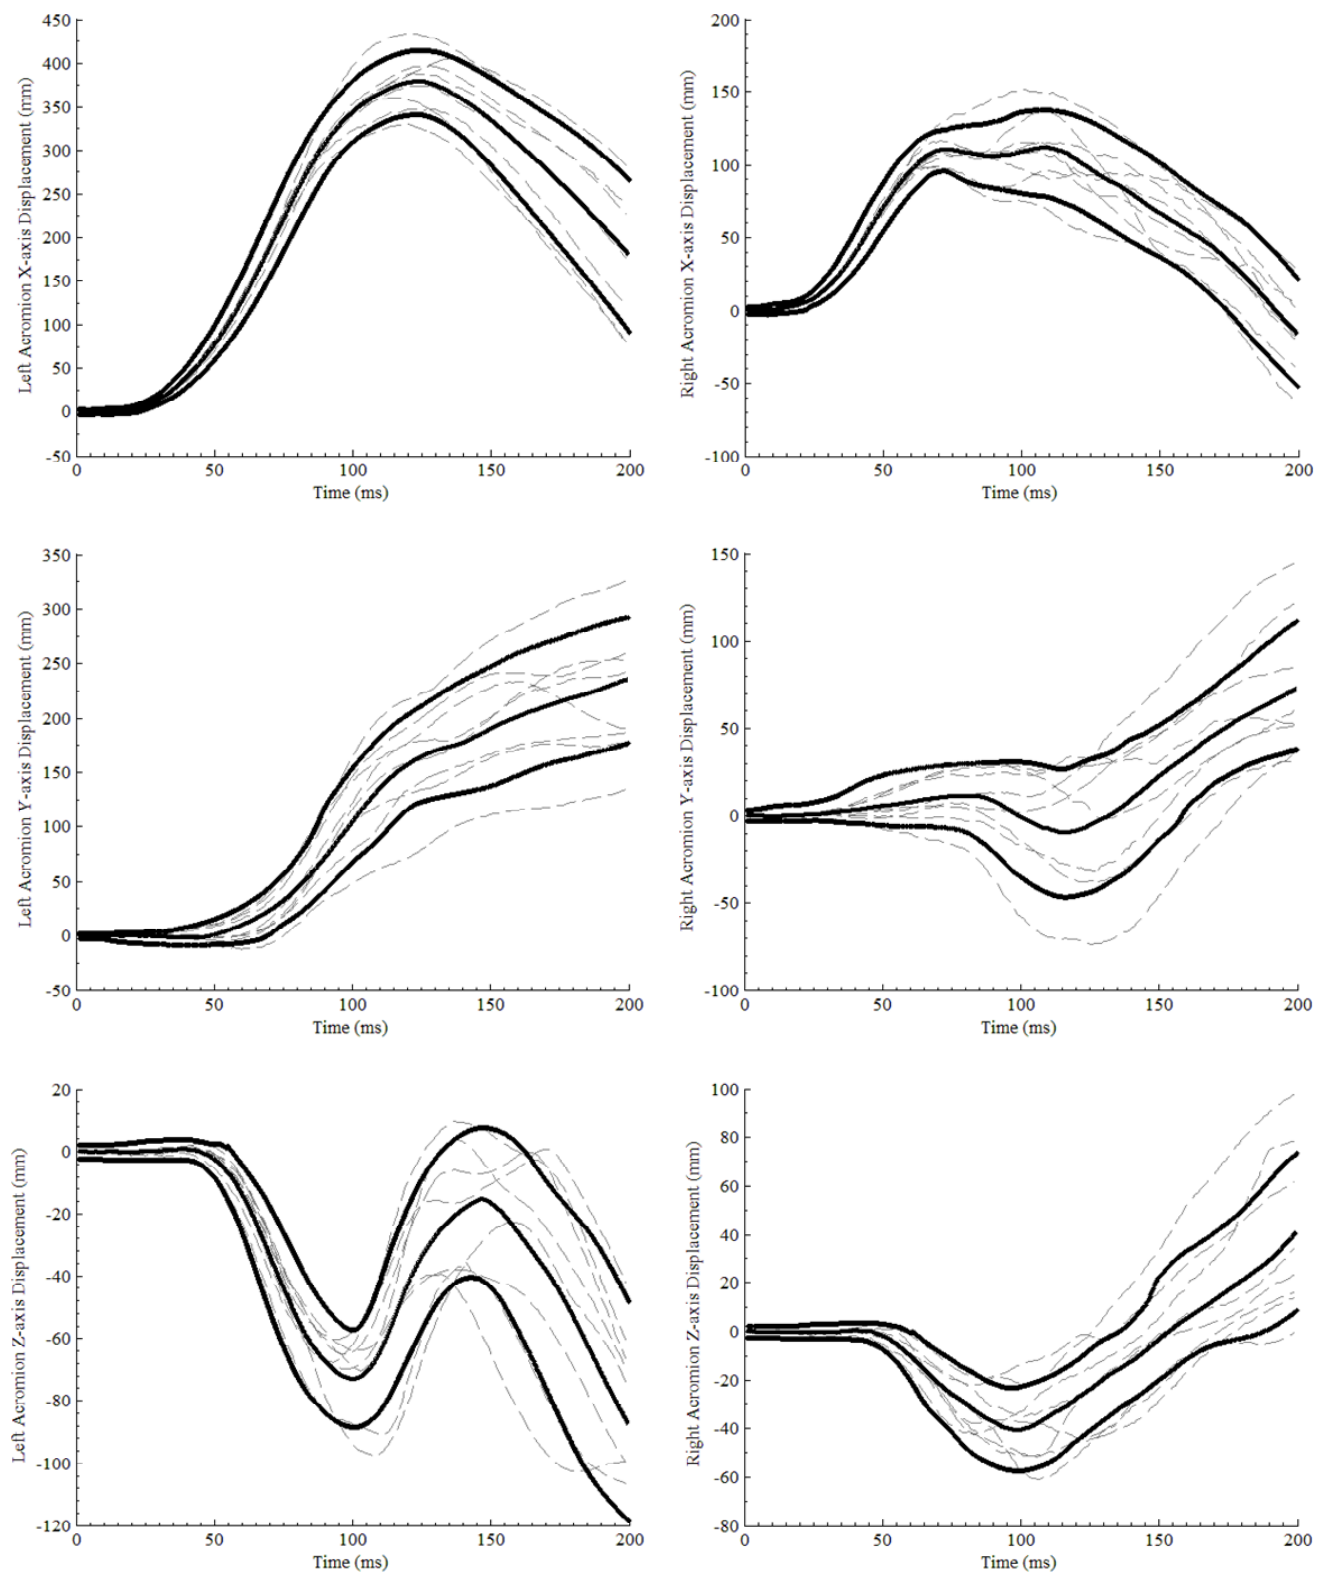 450
400
350
300
250
200
150
100
50
0
-50
Left Acromion X-axis Displacement (mm)
0 50 100 150 200
Time (ms)
200
150
100
50
0
-50
-100
Right Acromion X-axis Displacement (mm)
0 50 100 150 200
Time (ms)
350
300
250
200
150
100
50
0
-50
Left Acromion Y-axis Displacement (mm)
0 50 100 150 200
Time (ms)
150
100
50
0
-50
-100
Right Acromion Y-axis Displacement (mm)
0 50 100 150 200
Time (ms)
20
0
-20
-40
-60
-80
-100
-120
Left Acromion Z-axis Displacement (mm)
0 50 100 150 200
Time (ms)
100
80
60
40
20
0
-20
-40
-60
-80
Right Acromion Z-axis Displacement (mm)
0 50 100 150 200
Time (ms)